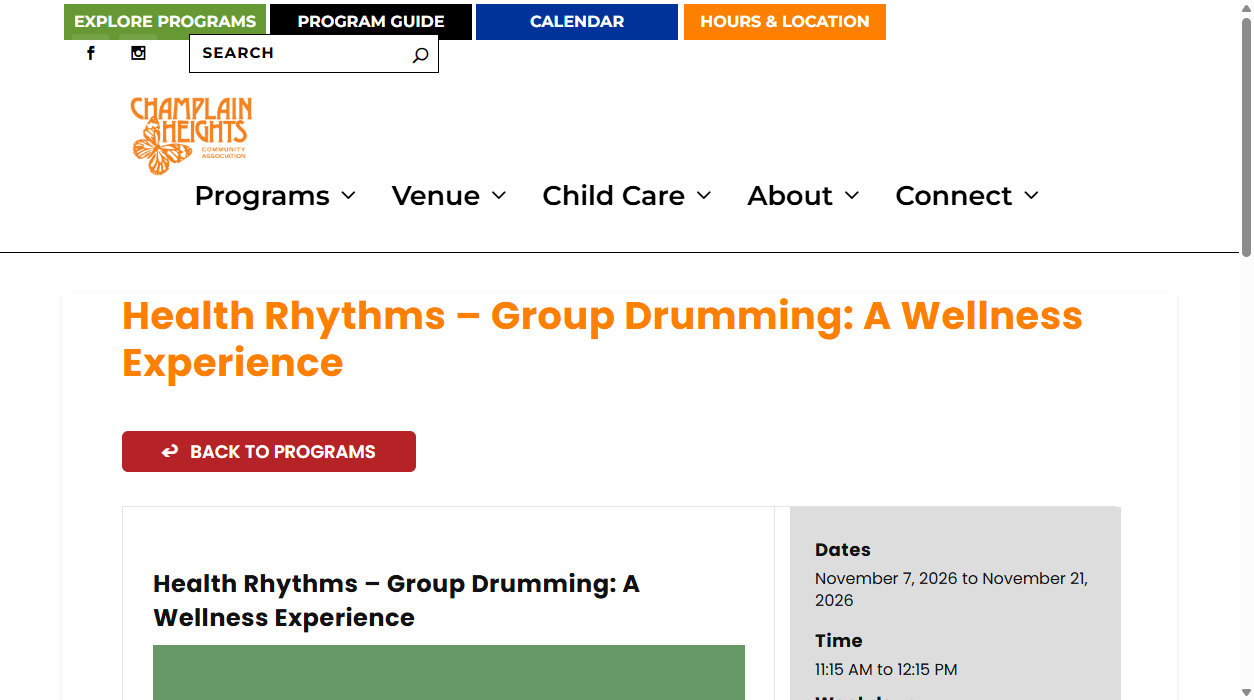 EXPLORE PROGRAMS
PROGRAM GUIDE
CALENDAR
HOURS & LOCATION
SEARCH
CHAMPLAIN
HEIGHTS
COMMUNITY
ASSOCIATION
Programs
Venue
Child Care
About
Connect
Health Rhythms – Group Drumming: A Wellness
Experience
BACK TO PROGRAMS
Health Rhythms – Group Drumming: A
Wellness Experience
Dates
November 7, 2026 to November 21,
2026
Time
11:15 AM to 12:15 PM